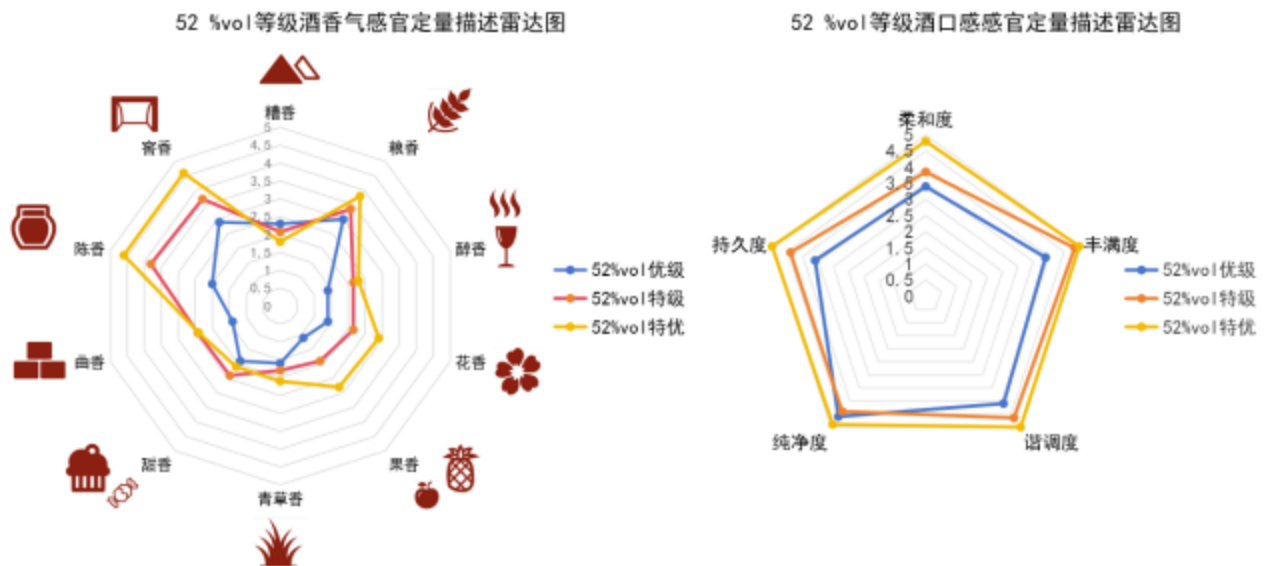 52 %vol等级酒香气感官定量描述雷达图
糟香
5
4.5
4
3.5
3
2.5
2
1.5
1
0.5
0
粮香
醇香
花香
果香
青草香
甜香
曲香
陈香
窖香
52%vol优级
52%vol特级
52%vol特优
52 %vol等级酒口感感官定量描述雷达图
柔和度
5
4.5
4
3.5
3
2.5
2
1.5
1
0.5
0
丰满度
谐调度
纯净度
持久度
52%vol优级
52%vol特级
52%vol特优